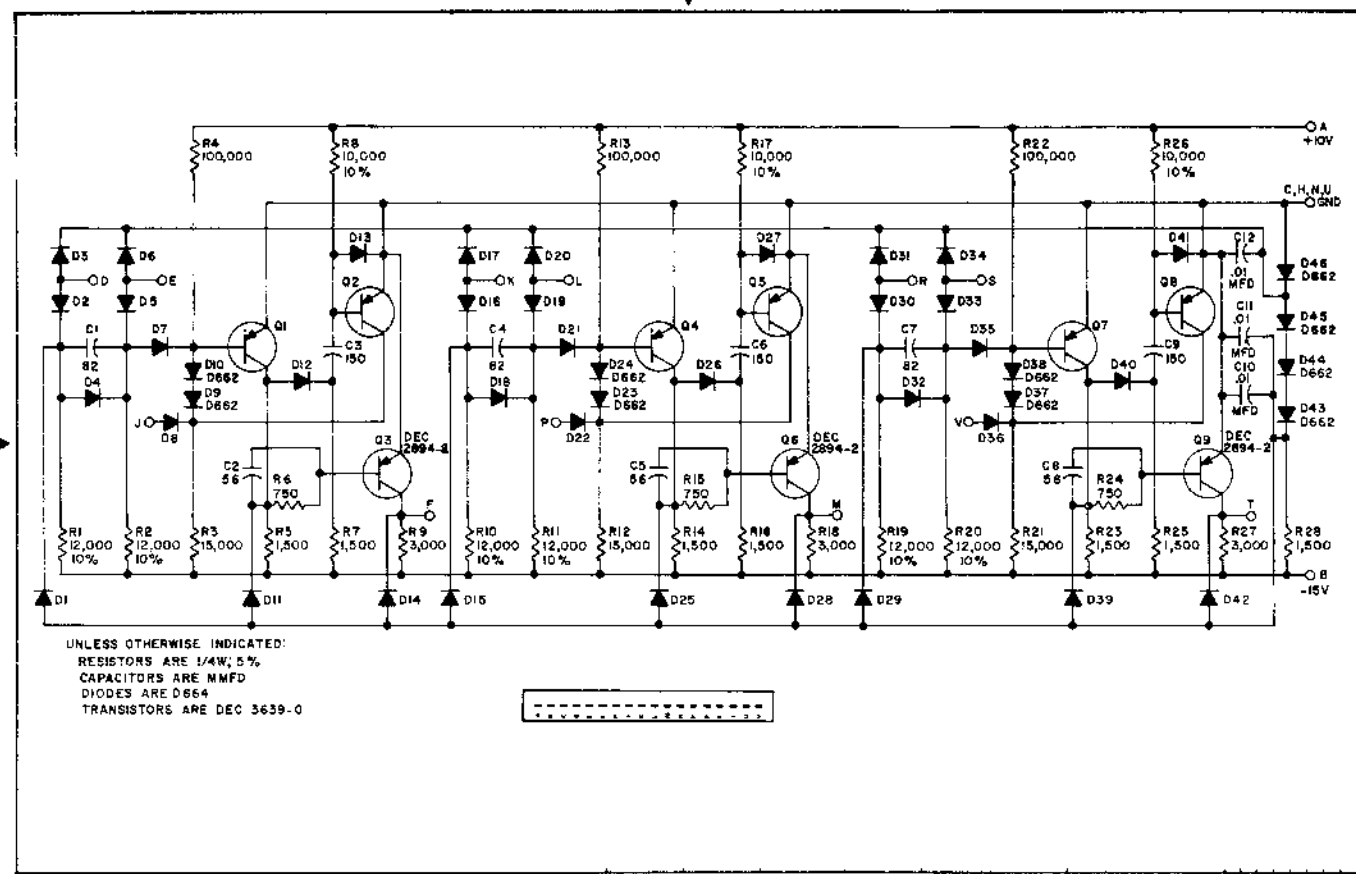 R4
100,000
R8
10,000
10%
R13
100,000
R17
10,000
10%
R22
100,000
R26
10,000
10%
A
+10V
C,H,N,U
GND
D3
D6
D13
D17
D20
D27
D31
D34
D41
C12
.01
MFD
D46
D662
D
E
Q2
K
L
Q5
R
S
Q8
D2
D5
D16
D19
D30
D33
C11
.01
MFD
D45
D662
C1
82
D7
Q1
C3
150
C4
82
D21
Q4
C6
150
C7
82
D35
Q7
C9
150
C10
.01
MFD
D44
D662
D4
D10
D662
D9
D662
D12
D18
D24
D662
D23
D662
D26
D32
D38
D662
D37
D662
D40
D43
D662
J
D8
P
D22
V
D36
Q3
DEC
2894-2
Q6
DEC
2894-2
Q9
DEC
2894-2
C2
56
R6
750
C5
56
R15
750
C8
56
R24
750
F
M
T
R1
12,000
10%
R2
12,000
10%
R3
15,000
R5
1,500
R7
1,500
R9
3,000
R10
12,000
10%
R11
12,000
10%
R12
15,000
R14
1,500
R16
1,500
R18
3,000
R19
12,000
10%
R20
12,000
10%
R21
15,000
R23
1,500
R25
1,500
R27
3,000
R28
1,500
B
-15V
D1
D11
D14
D15
D25
D28
D29
D39
D42
UNLESS OTHERWISE INDICATED:
RESISTORS ARE 1/4W; 5%
CAPACITORS ARE MMFD
DIODES ARE D664
TRANSISTORS ARE DEC 3639-0